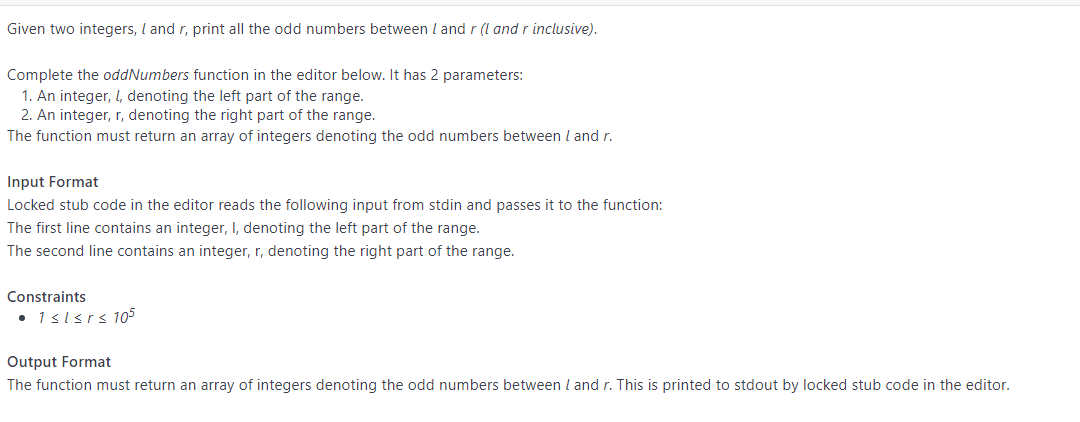 Given two integers, l and r, print all the odd numbers between l and r (l and r inclusive).
Complete the oddNumbers function in the editor below. It has 2 parameters:
1. An integer, l, denoting the left part of the range.
2. An integer, r, denoting the right part of the range.
The function must return an array of integers denoting the odd numbers between l and r.
Input Format
Locked stub code in the editor reads the following input from stdin and passes it to the function:
The first line contains an integer, l, denoting the left part of the range.
The second line contains an integer, r, denoting the right part of the range.
Constraints
• 1 ≤ l ≤ r ≤ 10⁵
Output Format
The function must return an array of integers denoting the odd numbers between l and r. This is printed to stdout by locked stub code in the editor.